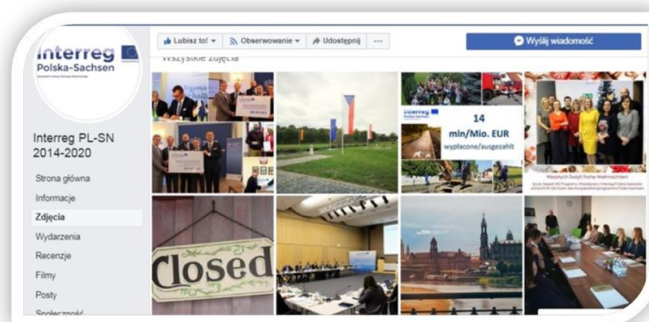 Interreg
Polska-Sachsen
Interreg PL-SN
2014-2020
Strona główna
Informacje
Zdjęcia
Wydarzenia
Recenzje
Filmy
Posty
Społeczność
Lubisz to!
Obserwowanie
Udostępnij
Wyślij wiadomość
Wszystkie zdjęcia
14
mln/Mio. EUR
wypłacone/ausgezahlt
Closed